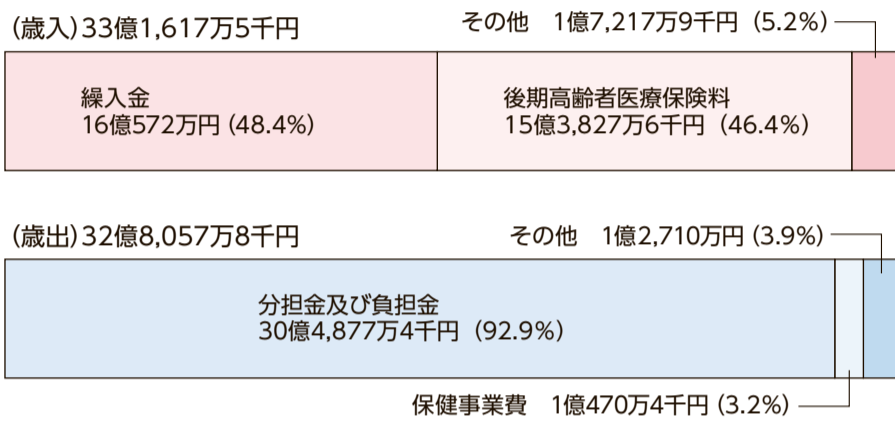 (歳入)33億1,617万5千円
その他 1億7,217万9千円 (5.2%)
繰入金
16億572万円 (48.4%)
後期高齢者医療保険料
15億3,827万6千円 (46.4%)
(歳出)32億8,057万8千円
その他 1億2,710万円 (3.9%)
分担金及び負担金
30億4,877万4千円 (92.9%)
保健事業費 1億470万4千円 (3.2%)